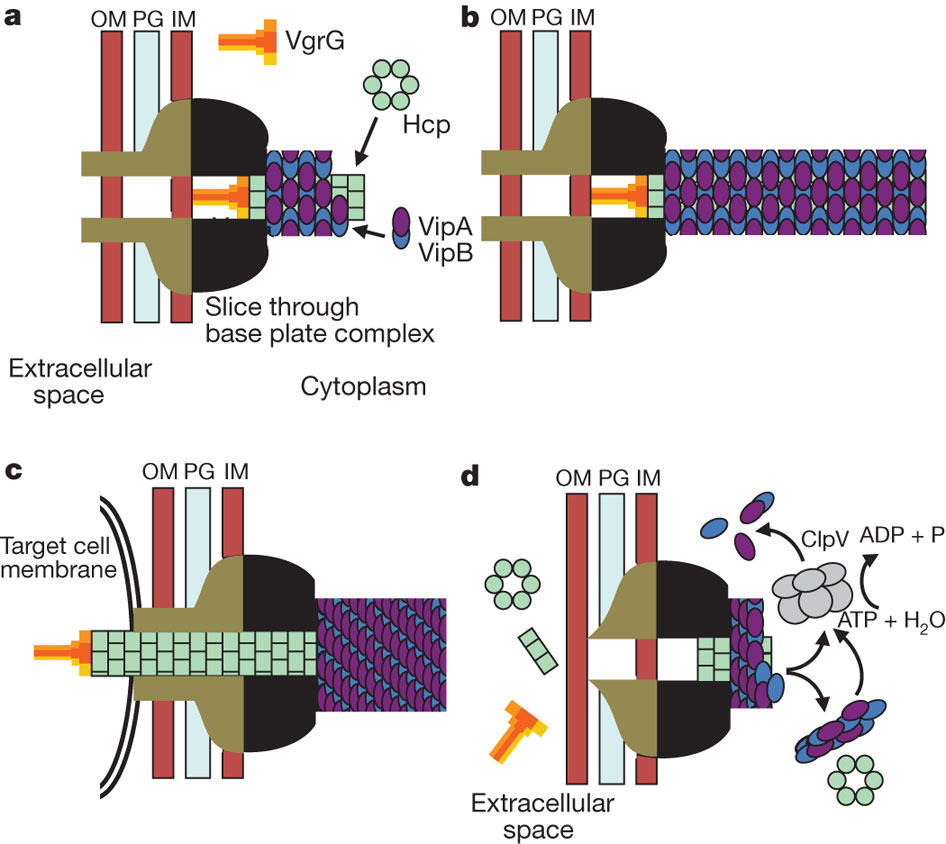 a
OM PG IM
VgrG
Hcp
VipA
VipB
Slice through
base plate complex
Extracellular
space
Cytoplasm
b
OM PG IM
c
OM PG IM
Target cell
membrane
d
OM PG IM
ClpV
ADP + P
ATP + H₂O
Extracellular
space